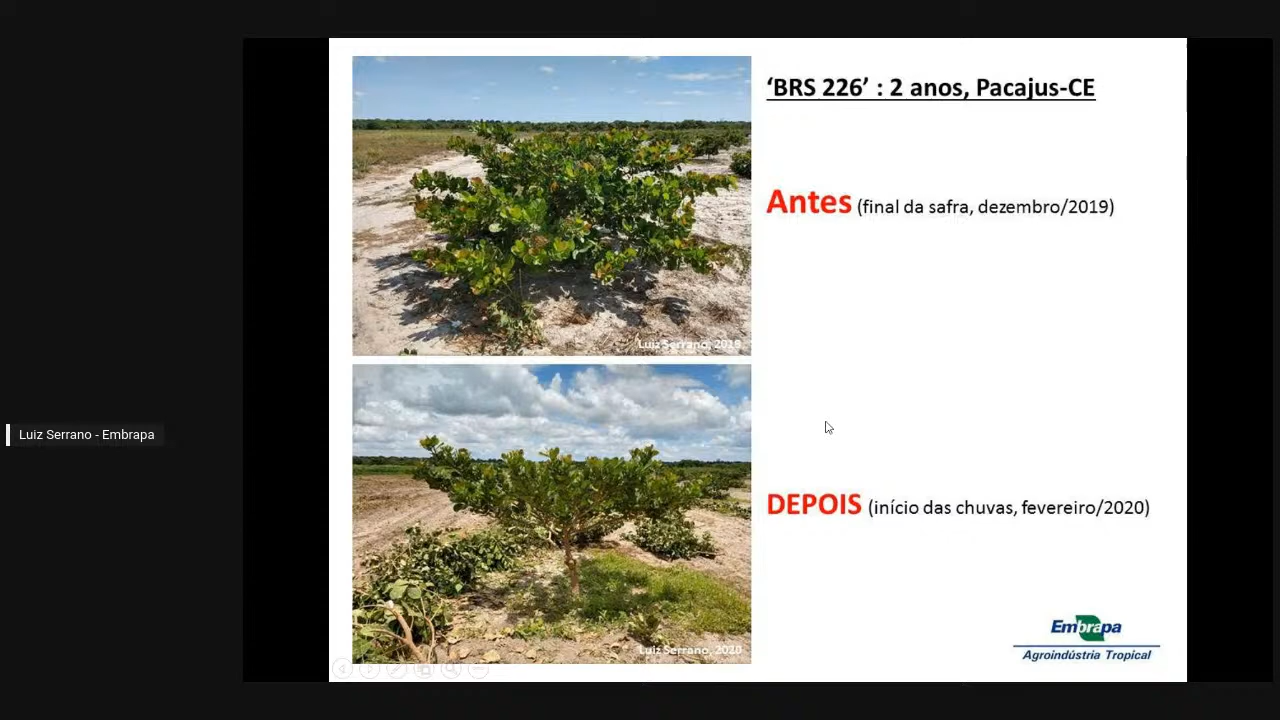 'BRS 226' : 2 anos, Pacajus-CE
Antes (final da safra, dezembro/2019)
Luiz Serrano, 2019
Luiz Serrano - Embrapa
DEPOIS (início das chuvas, fevereiro/2020)
Embrapa
Agroindústria Tropical
Luiz Serrano, 2020